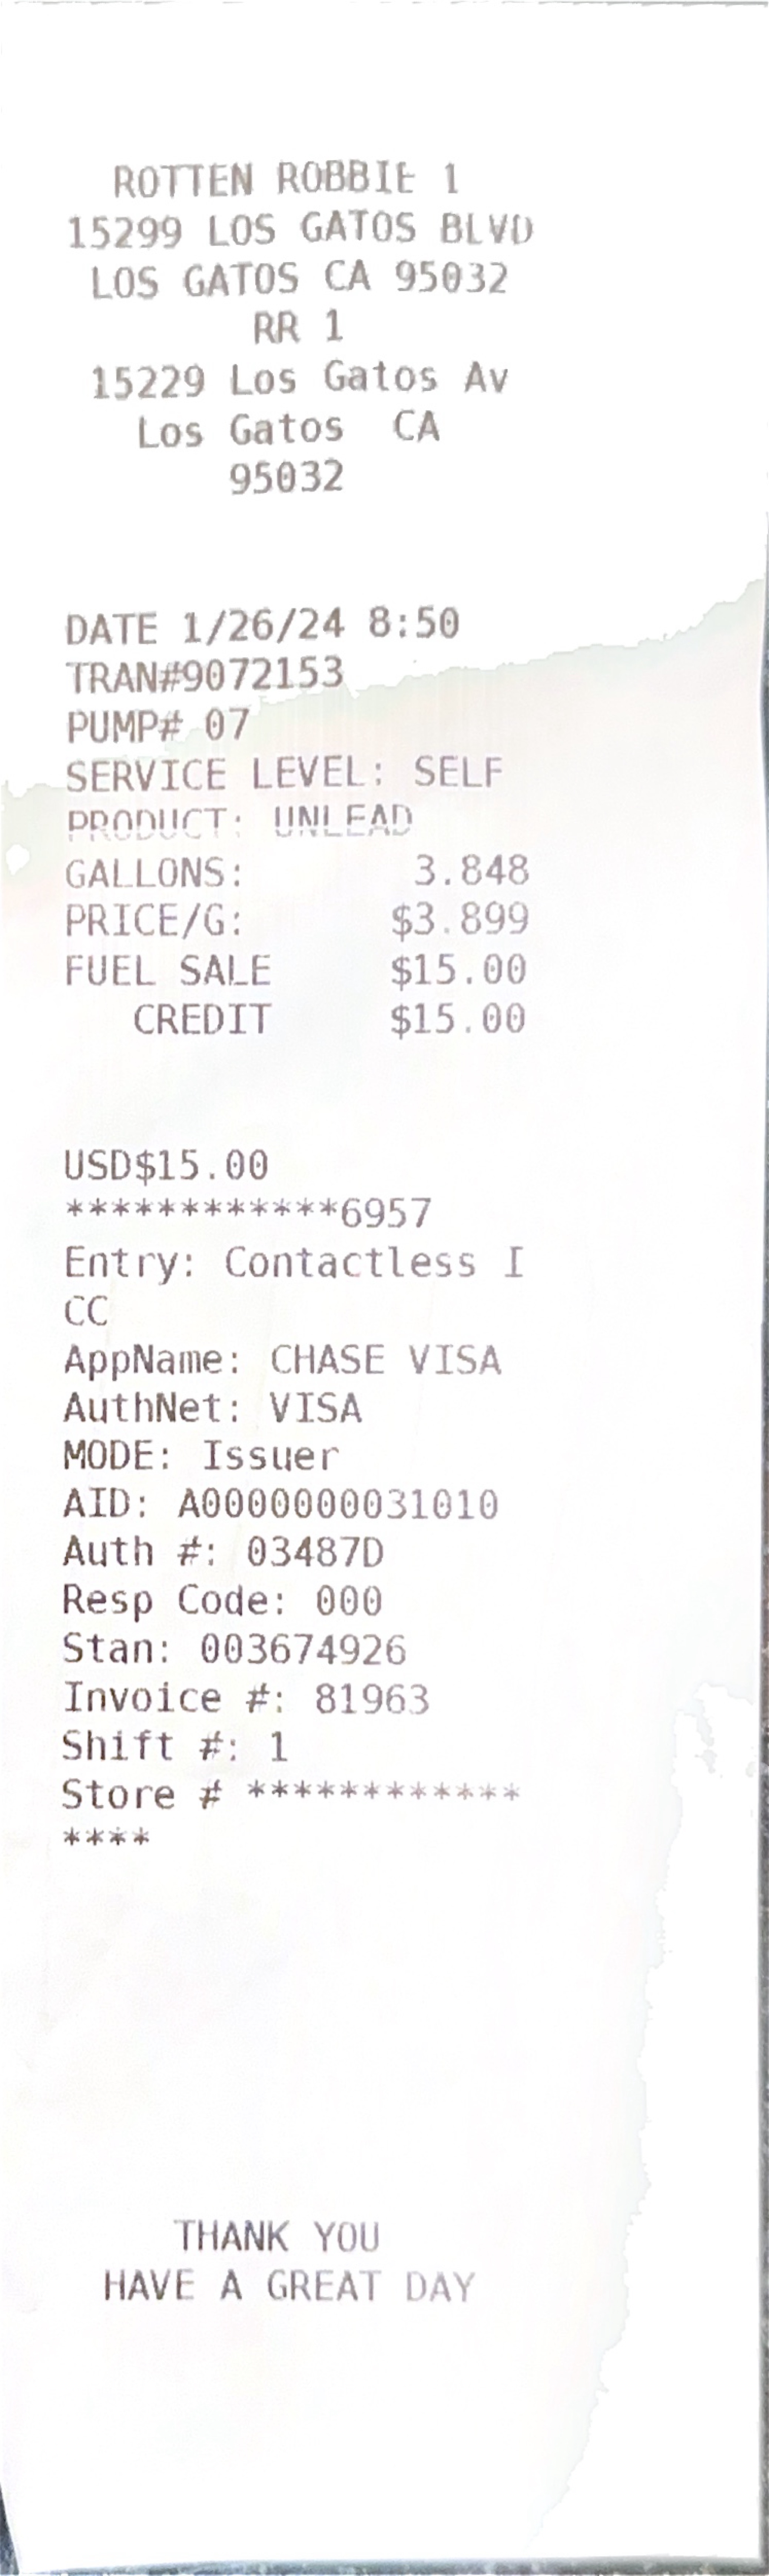 ROTTEN ROBBIE 1
15299 LOS GATOS BLVD
LOS GATOS CA 95032
RR 1
15229 Los Gatos Av
Los Gatos  CA
95032
DATE 1/26/24 8:50
TRAN#9072153
PUMP# 07
SERVICE LEVEL: SELF
PRODUCT: UNLEAD
GALLONS: 3.848
PRICE/G: $3.899
FUEL SALE $15.00
CREDIT $15.00
USD$15.00
************6957
Entry: Contactless I
CC
AppName: CHASE VISA
AuthNet: VISA
MODE: Issuer
AID: A0000000031010
Auth #: 03487D
Resp Code: 000
Stan: 003674926
Invoice #: 81963
Shift #: 1
Store # ************
****
THANK YOU
HAVE A GREAT DAY